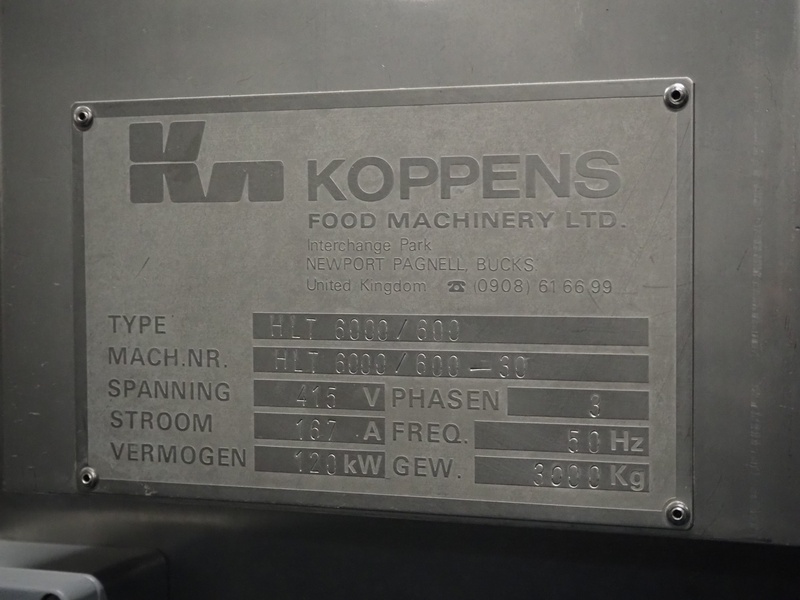 KOPPENS
FOOD MACHINERY LTD.
Interchange Park
NEWPORT PAGNELL, BUCKS
United Kingdom ☎ (0908) 61 66 99
TYPE HLT 6000/600
MACH.NR. HLT 6000/600-30
SPANNING 415 V PHASEN 3
STROOM 167 A FREQ. 50 Hz
VERMOGEN 120 kW GEW. 3000 Kg